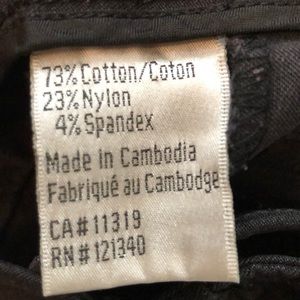 73% Cotton/Coton
23% Nylon
4% Spandex
Made in Cambodia
Fabriqué au Cambodge
CA# 11319
RN# 121340